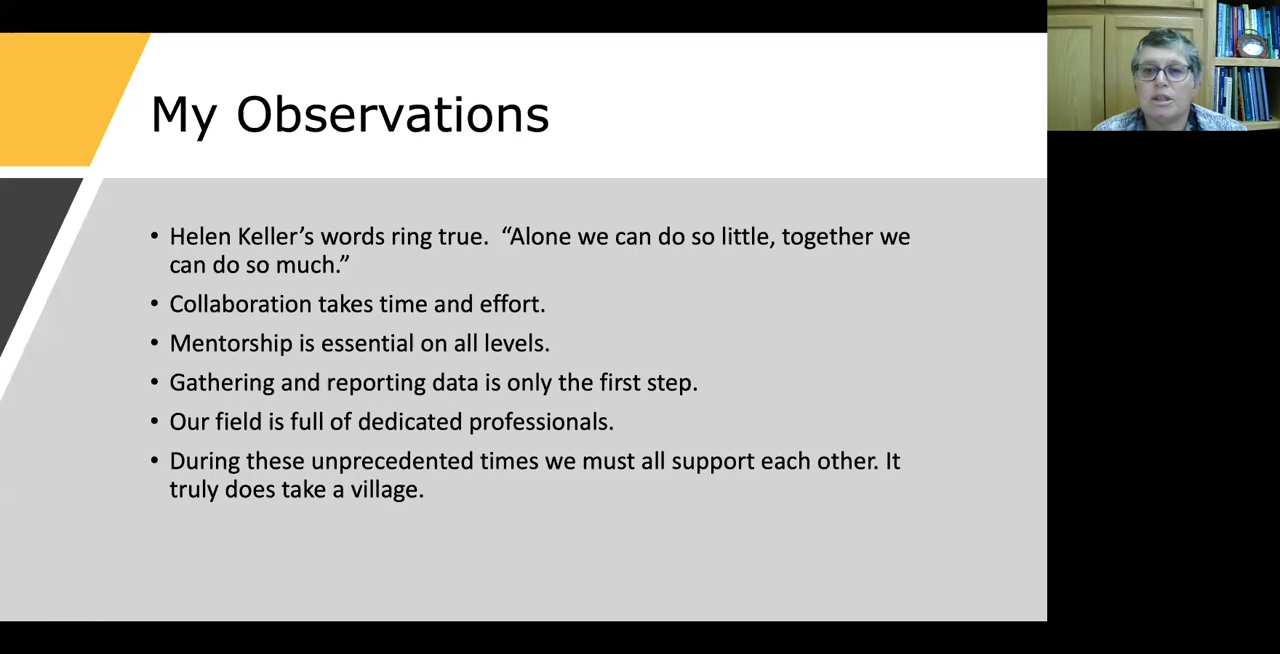 My Observations
• Helen Keller’s words ring true.  “Alone we can do so little, together we
can do so much.”
• Collaboration takes time and effort.
• Mentorship is essential on all levels.
• Gathering and reporting data is only the first step.
• Our field is full of dedicated professionals.
• During these unprecedented times we must all support each other. It
truly does take a village.